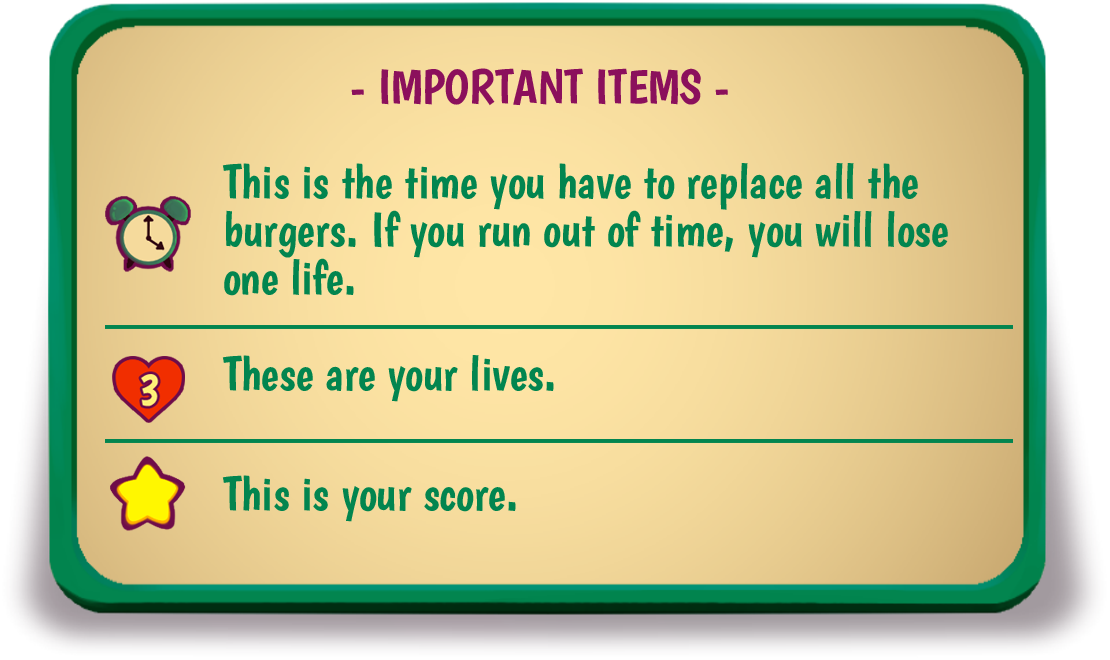 - IMPORTANT ITEMS -
This is the time you have to replace all the
burgers. If you run out of time, you will lose
one life.
3
These are your lives.
This is your score.